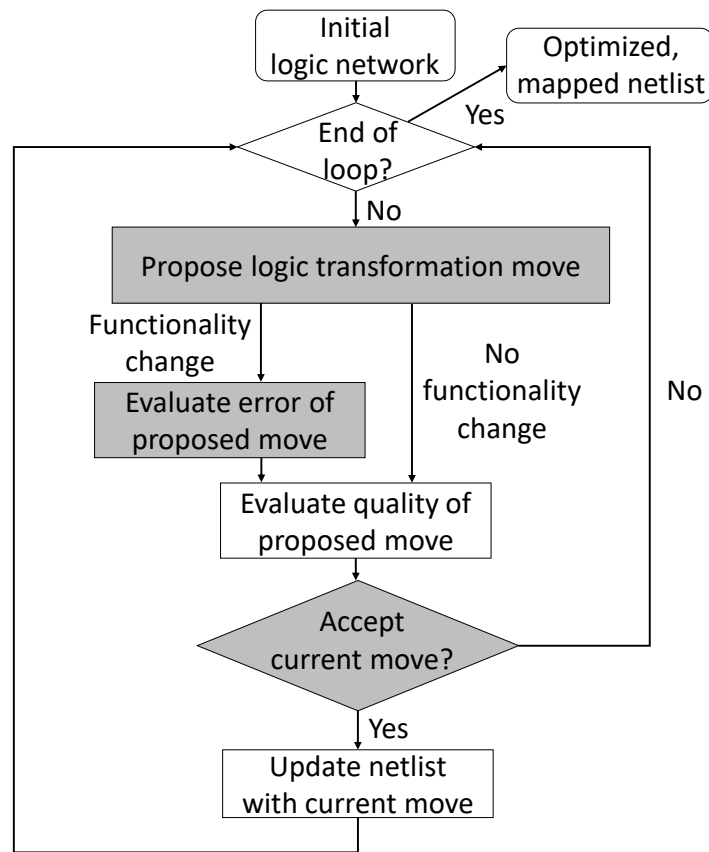 Initial
logic network
Optimized,
mapped netlist
Yes
End of
loop?
No
Propose logic transformation move
Functionality
change
No
functionality
change
No
Evaluate error of
proposed move
Evaluate quality of
proposed move
Accept
current move?
Yes
Update netlist
with current move